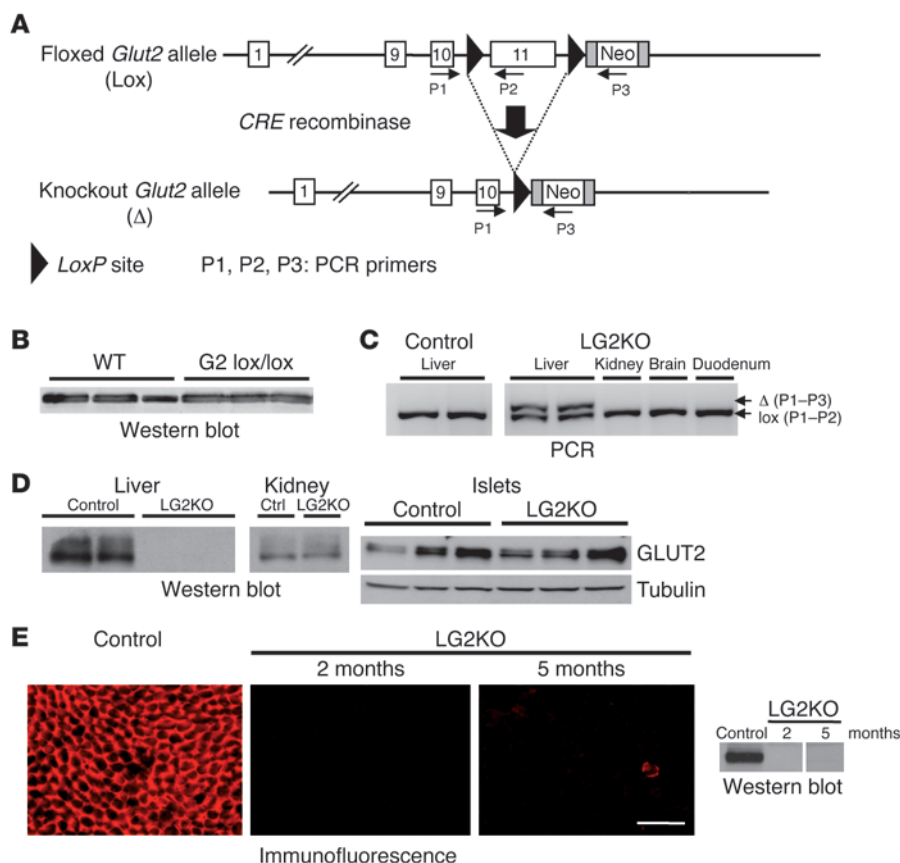 A
Floxed Glut2 allele
(Lox)
1
9
10
11
Neo
P1
P2
P3
CRE recombinase
Knockout Glut2 allele
(Δ)
1
9
10
Neo
P1
P3
LoxP site
P1, P2, P3: PCR primers
B
WT
G2 lox/lox
Western blot
C
Control
LG2KO
Liver
Liver
Kidney
Brain
Duodenum
Δ (P1–P3)
lox (P1–P2)
PCR
D
Liver
Kidney
Islets
Control
LG2KO
Ctrl
LG2KO
Control
LG2KO
GLUT2
Tubulin
Western blot
E
Control
LG2KO
2 months
5 months
Immunofluorescence
LG2KO
Control
2
5
months
Western blot